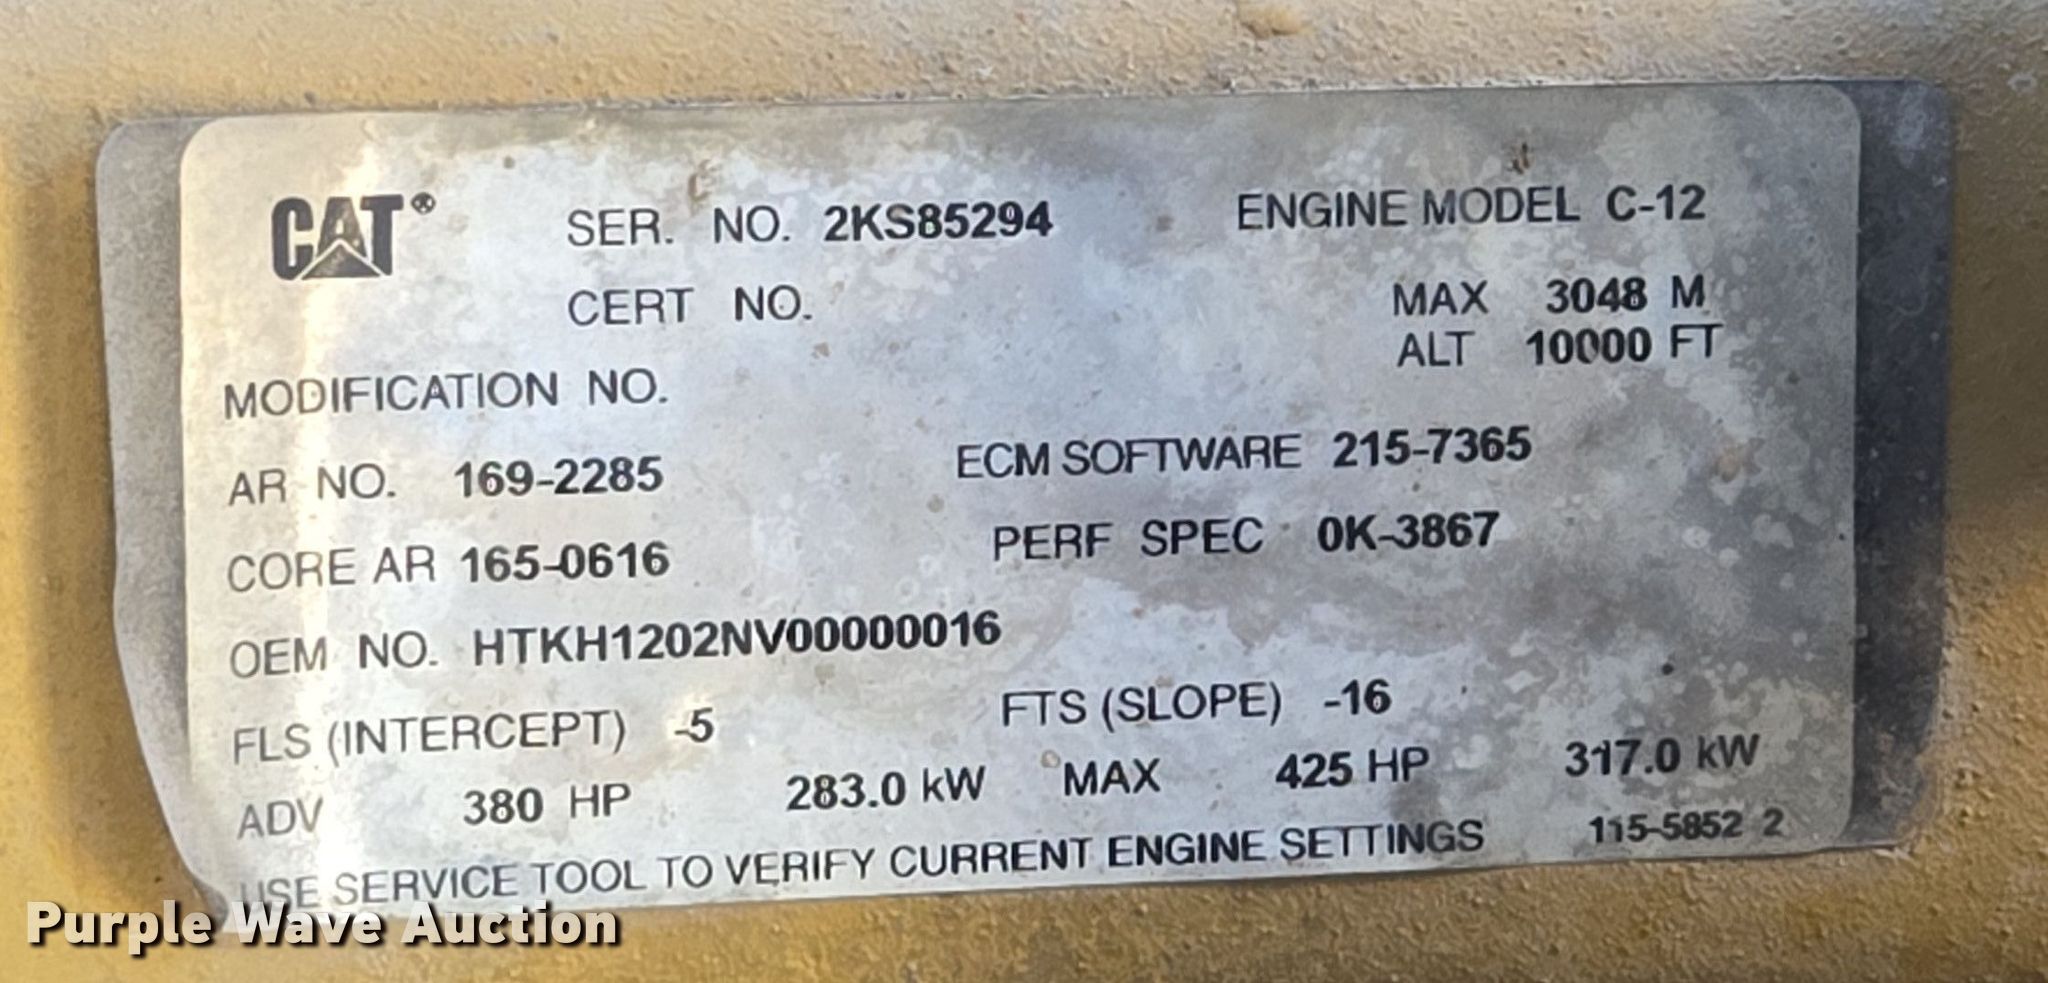 CAT® SER. NO. 2KS85294 ENGINE MODEL C-12
CERT NO. MAX 3048 M
ALT 10000 FT
MODIFICATION NO.
AR NO. 169-2285 ECM SOFTWARE 215-7365
CORE AR 165-0616 PERF SPEC 0K-3867
OEM NO. HTKH1202NV00000016
FLS (INTERCEPT) -5 FTS (SLOPE) -16
ADV 380 HP 283.0 kW MAX 425 HP 317.0 kW
USE SERVICE TOOL TO VERIFY CURRENT ENGINE SETTINGS 115-5852 2
Purple Wave Auction